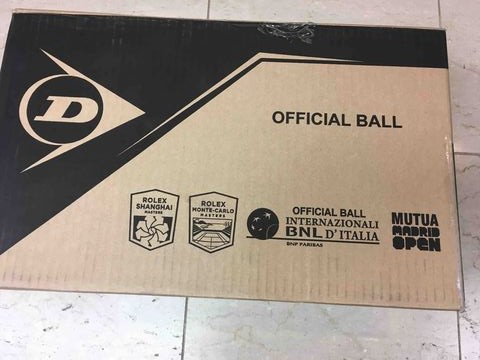 D
OFFICIAL BALL
ROLEX
SHANGHAI
MASTERS
ROLEX
MONTE-CARLO
MASTERS
OFFICIAL BALL
INTERNAZIONALI
BNL D'ITALIA
BNP PARIBAS
MUTUA
MADRID
OPEN